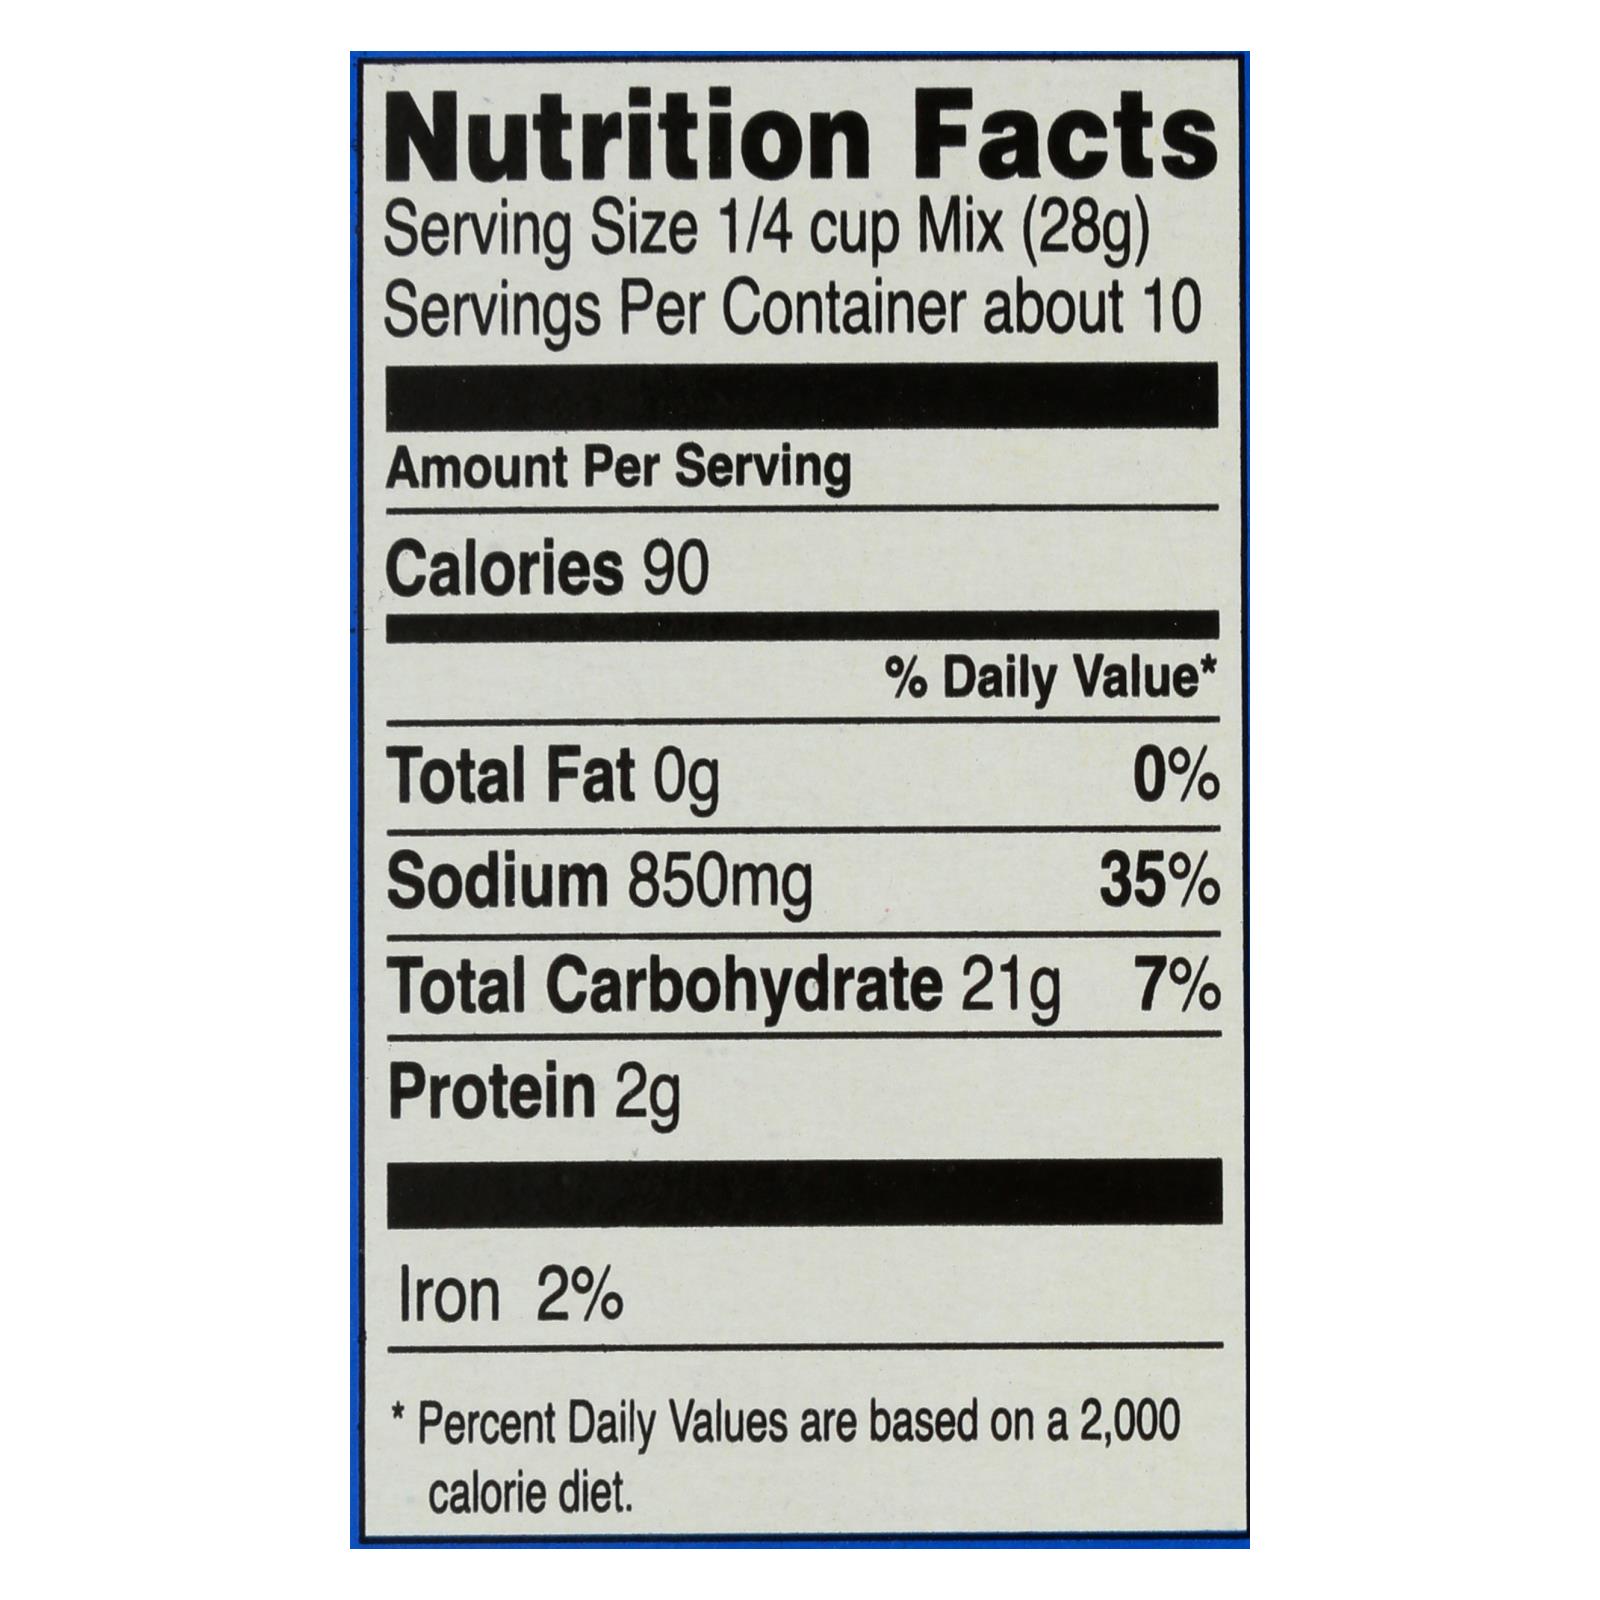 Nutrition Facts
Serving Size 1/4 cup Mix (28g)
Servings Per Container about 10
Amount Per Serving
Calories 90
% Daily Value*
Total Fat 0g 0%
Sodium 850mg 35%
Total Carbohydrate 21g 7%
Protein 2g
Iron 2%
* Percent Daily Values are based on a 2,000
calorie diet.